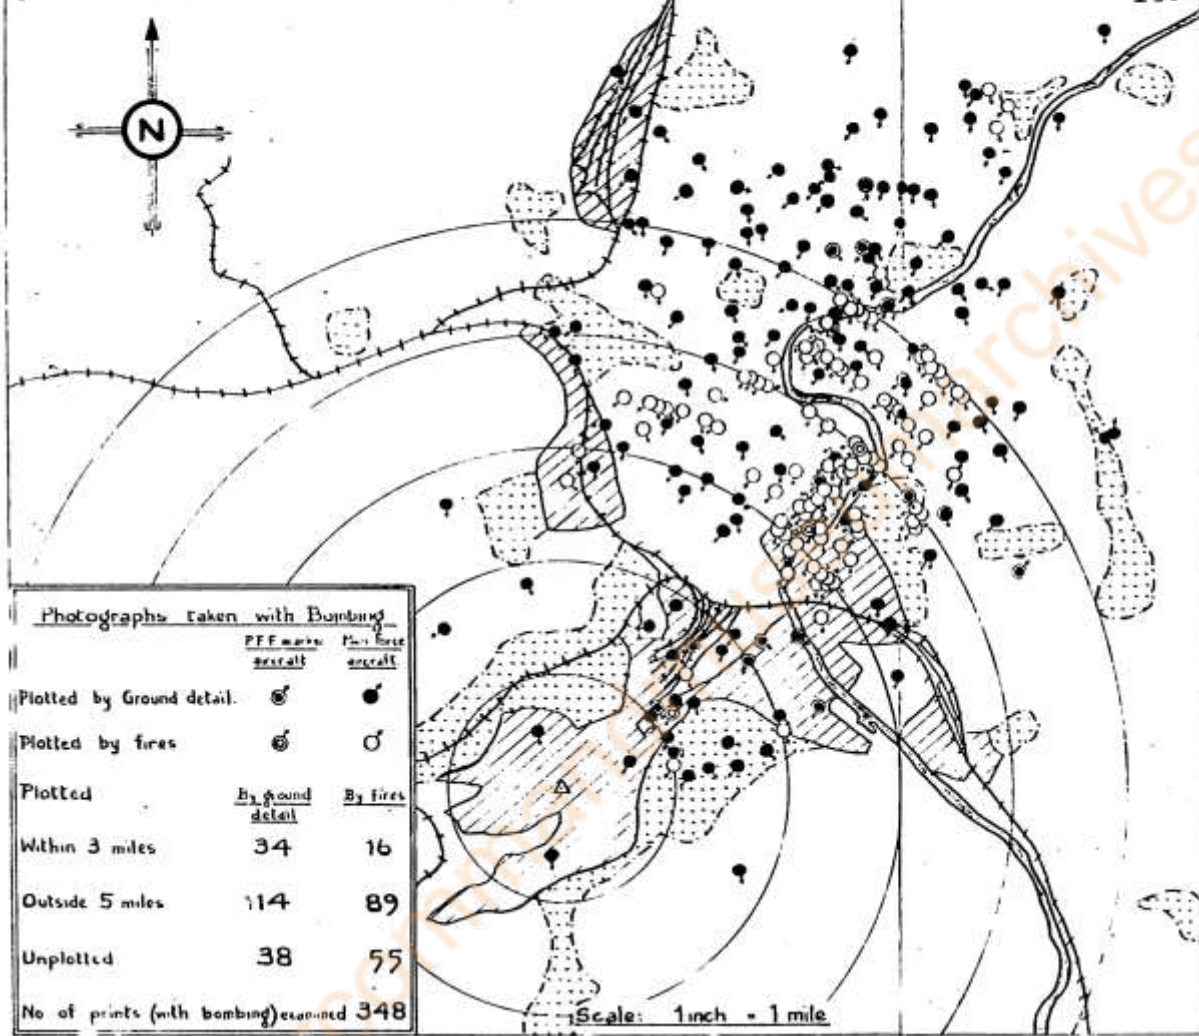 N
Photographs taken with Bombing
PFF marker aircraft
Main Force aircraft
Plotted by Ground detail.
Plotted by fires
Plotted
By ground detail
By fires
Within 3 miles 34 16
Outside 5 miles 114 89
Unplotted 38 55
No of prints (with bombing) examined 348
Scale: 1 inch = 1 mile
commandmuseumarchives